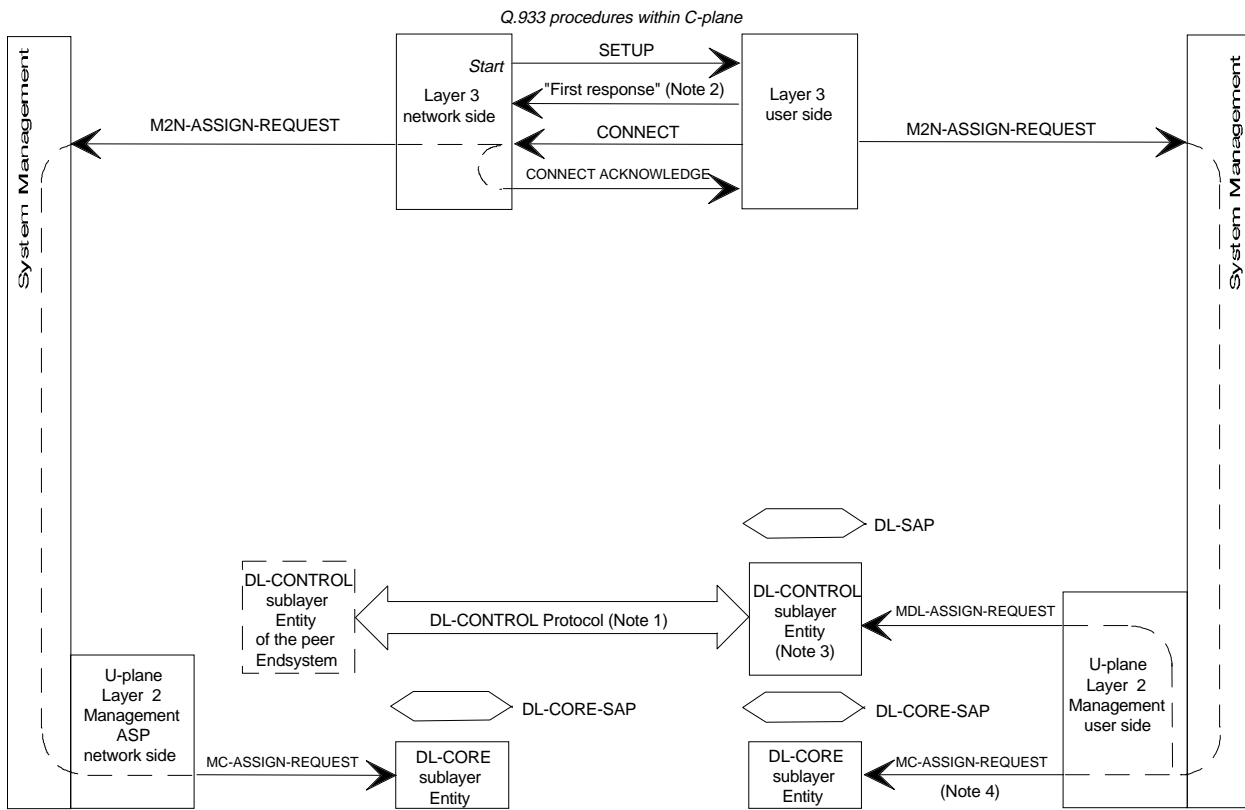 Q.933 procedures within C-plane
System Management
Start
Layer 3
network side
SETUP
"First response" (Note 2)
CONNECT
CONNECT ACKNOWLEDGE
Layer 3
user side
M2N-ASSIGN-REQUEST
M2N-ASSIGN-REQUEST
System Management
DL-SAP
DL-CONTROL
sublayer
Entity
of the peer
Endsystem
DL-CONTROL Protocol (Note 1)
DL-CONTROL
sublayer
Entity
(Note 3)
MDL-ASSIGN-REQUEST
U-plane
Layer 2
Management
ASP
network side
DL-CORE-SAP
DL-CORE-SAP
U-plane
Layer 2
Management
user side
MC-ASSIGN-REQUEST
DL-CORE
sublayer
Entity
DL-CORE
sublayer
Entity
MC-ASSIGN-REQUEST
(Note 4)